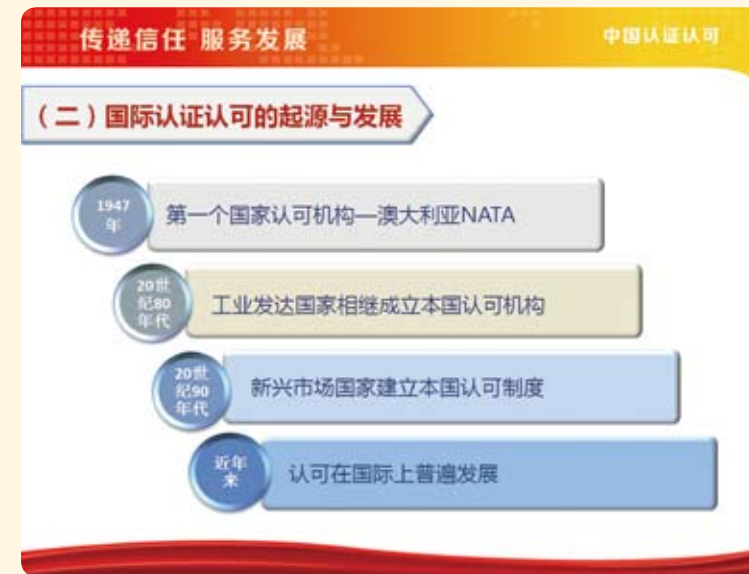 传递信任 服务发展
中国认证认可
（二）国际认证认可的起源与发展
1947
年
第一个国家认可机构—澳大利亚NATA
20世
纪80
年代
工业发达国家相继成立本国认可机构
20世
纪90
年代
新兴市场国家建立本国认可制度
近年
来
认可在国际上普遍发展